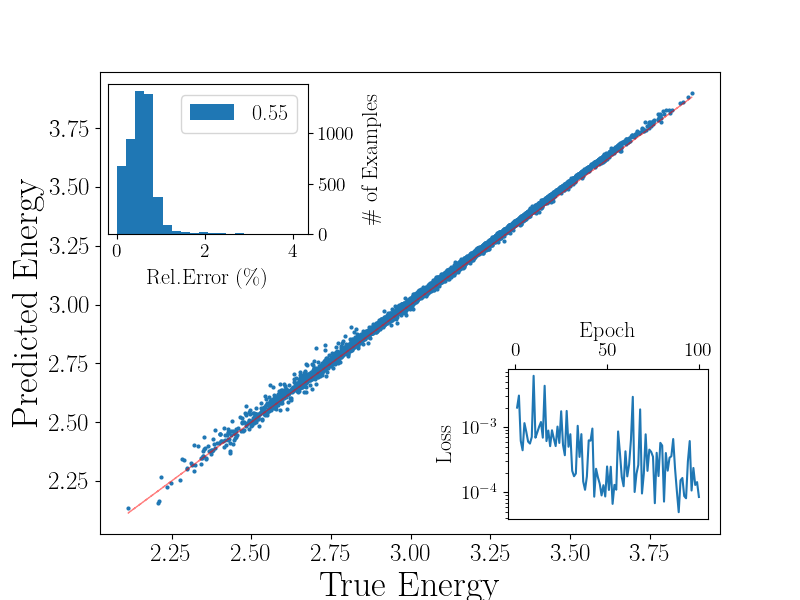 3.75
3.50
3.25
3.00
2.75
2.50
2.25
Predicted Energy
2.25 2.50 2.75 3.00 3.25 3.50 3.75
True Energy
0.55
1000
500
0
# of Examples
0 2 4
Rel.Error (%)
Epoch
0 50 100
10⁻³
10⁻⁴
Loss